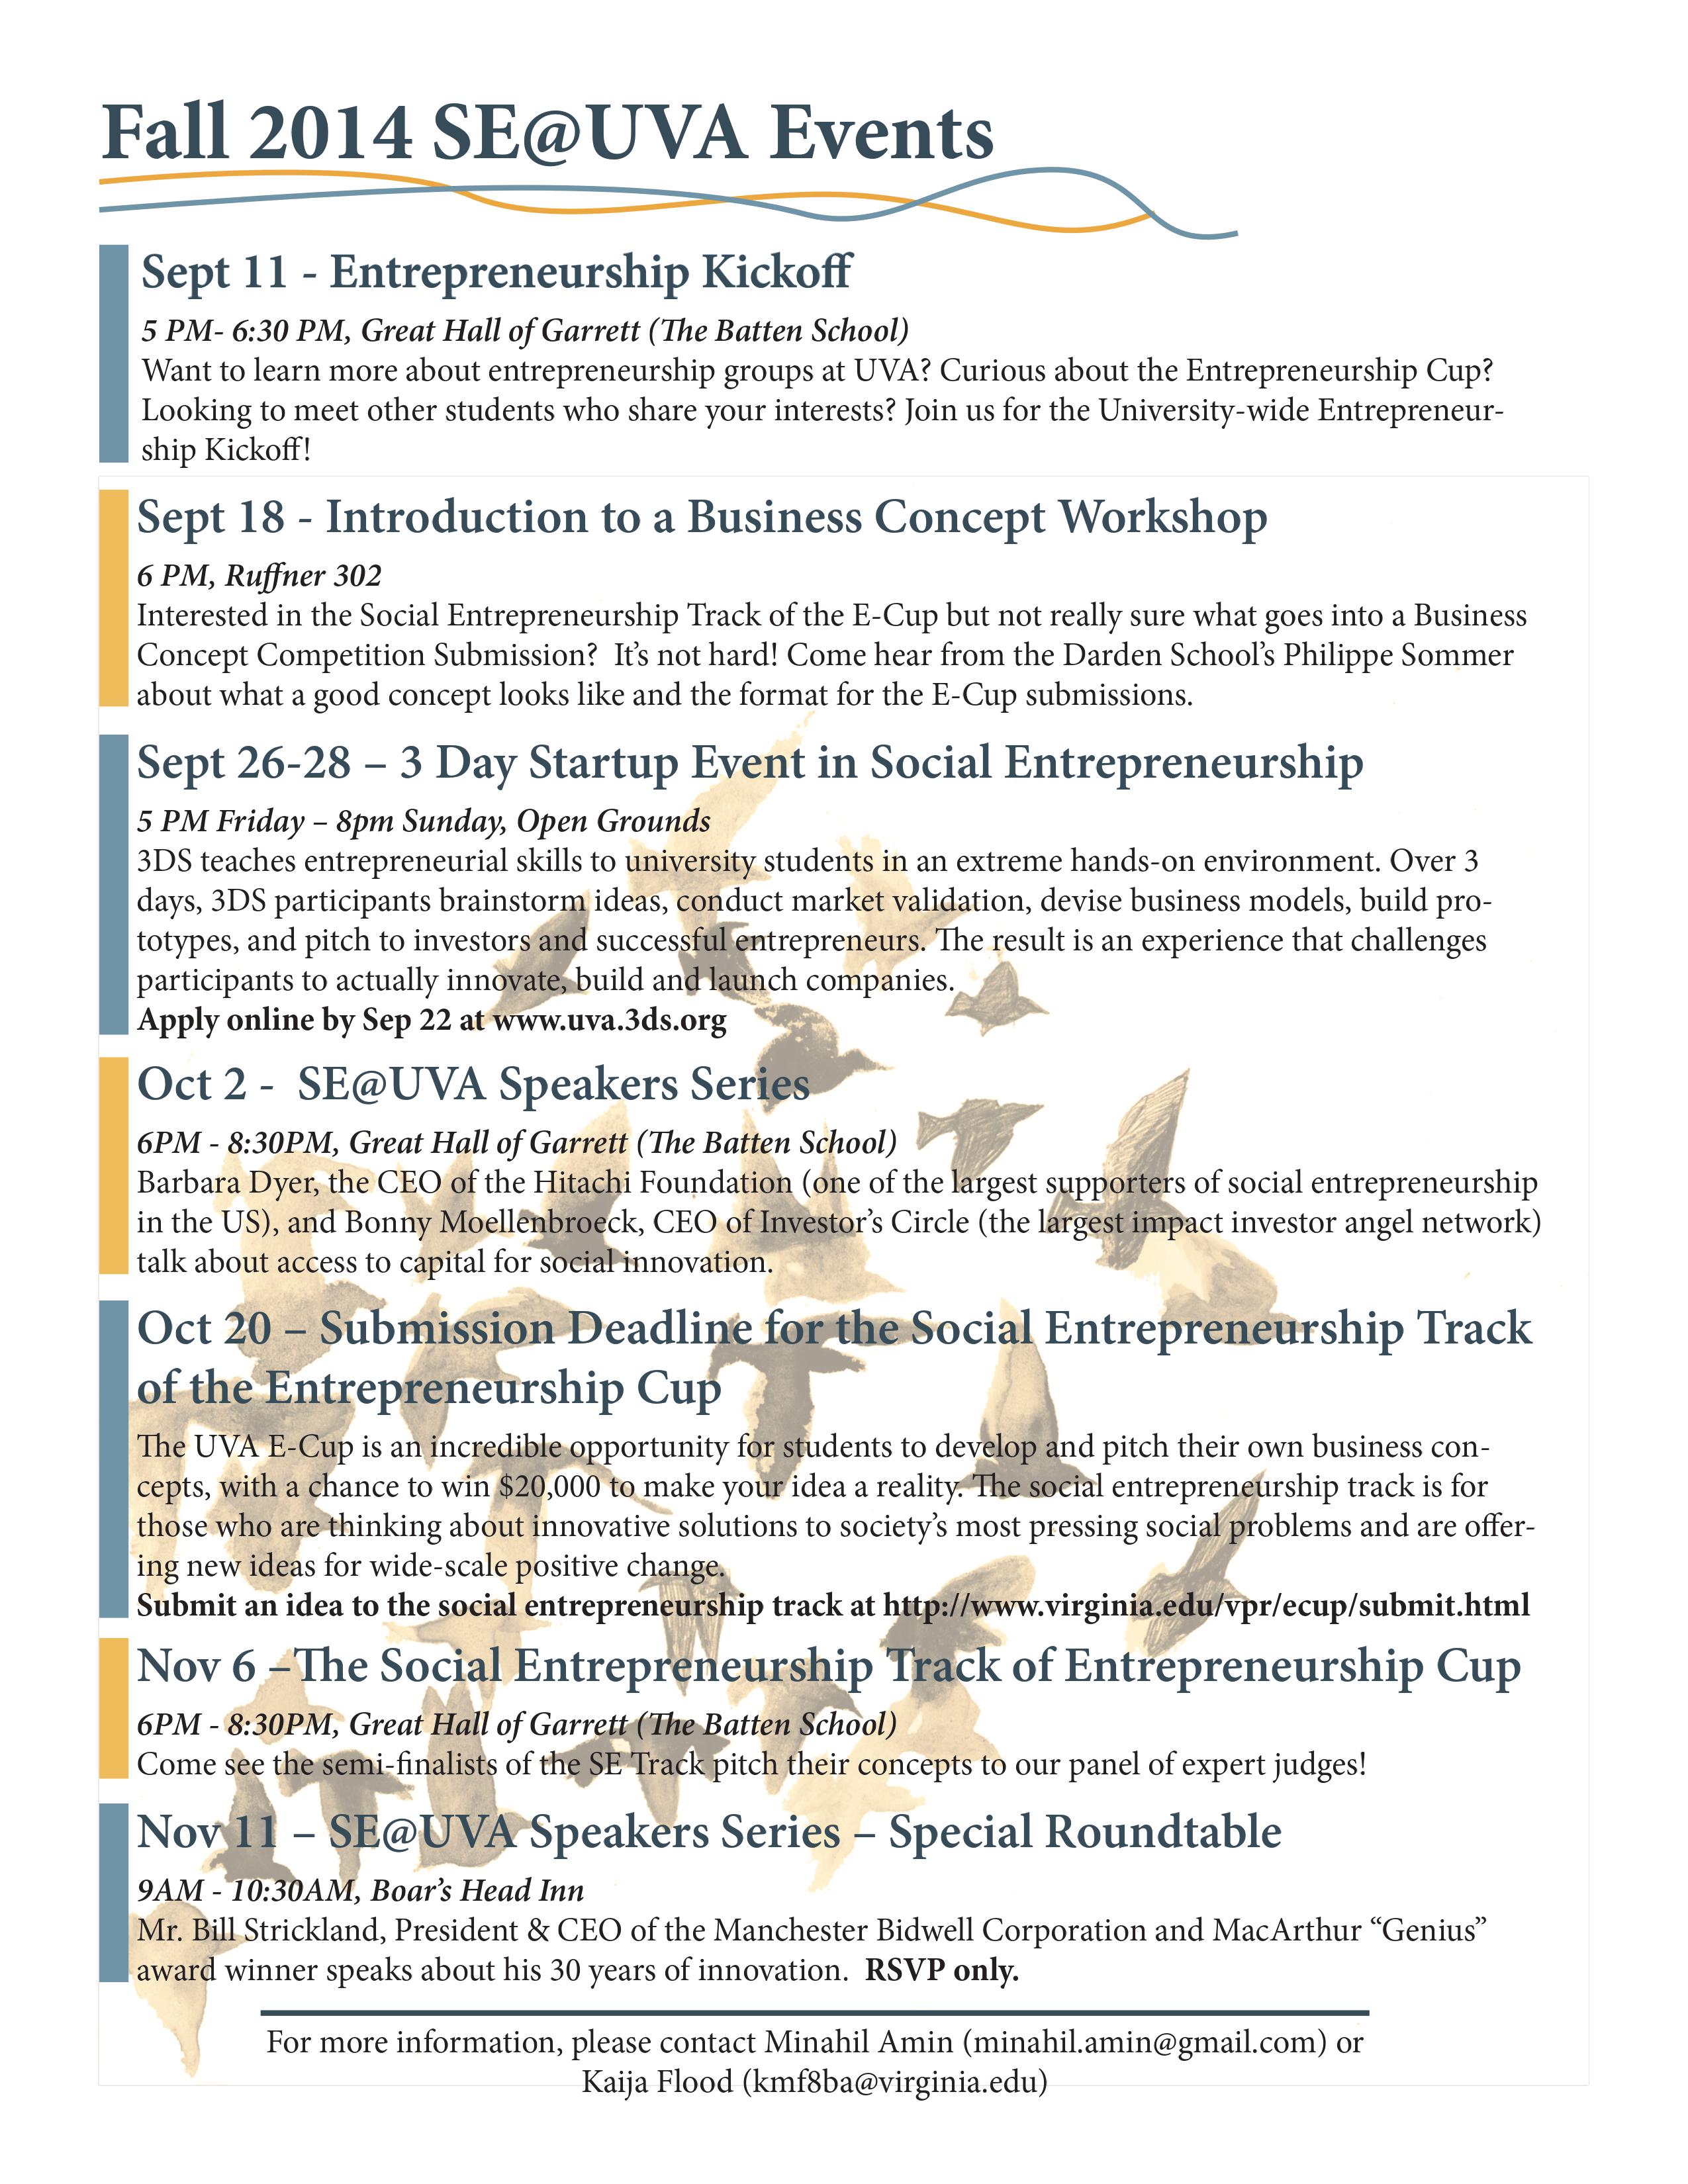 Fall 2014 SE@UVA Events
Sept 11 - Entrepreneurship Kickoff
5 PM- 6:30 PM, Great Hall of Garrett (The Batten School)
Want to learn more about entrepreneurship groups at UVA? Curious about the Entrepreneurship Cup?
Looking to meet other students who share your interests? Join us for the University-wide Entrepreneur-
ship Kickoff!
Sept 18 - Introduction to a Business Concept Workshop
6 PM, Ruffner 302
Interested in the Social Entrepreneurship Track of the E-Cup but not really sure what goes into a Business
Concept Competition Submission?  It’s not hard! Come hear from the Darden School’s Philippe Sommer
about what a good concept looks like and the format for the E-Cup submissions.
Sept 26-28 – 3 Day Startup Event in Social Entrepreneurship
5 PM Friday – 8pm Sunday, Open Grounds
3DS teaches entrepreneurial skills to university students in an extreme hands-on environment. Over 3
days, 3DS participants brainstorm ideas, conduct market validation, devise business models, build pro-
totypes, and pitch to investors and successful entrepreneurs. The result is an experience that challenges
participants to actually innovate, build and launch companies.
Apply online by Sep 22 at www.uva.3ds.org
Oct 2 -  SE@UVA Speakers Series
6PM - 8:30PM, Great Hall of Garrett (The Batten School)
Barbara Dyer, the CEO of the Hitachi Foundation (one of the largest supporters of social entrepreneurship
in the US), and Bonny Moellenbroeck, CEO of Investor’s Circle (the largest impact investor angel network)
talk about access to capital for social innovation.
Oct 20 – Submission Deadline for the Social Entrepreneurship Track
of the Entrepreneurship Cup
The UVA E-Cup is an incredible opportunity for students to develop and pitch their own business con-
cepts, with a chance to win $20,000 to make your idea a reality. The social entrepreneurship track is for
those who are thinking about innovative solutions to society’s most pressing social problems and are offer-
ing new ideas for wide-scale positive change.
Submit an idea to the social entrepreneurship track at http://www.virginia.edu/vpr/ecup/submit.html
Nov 6 –The Social Entrepreneurship Track of Entrepreneurship Cup
6PM - 8:30PM, Great Hall of Garrett (The Batten School)
Come see the semi-finalists of the SE Track pitch their concepts to our panel of expert judges!
Nov 11 – SE@UVA Speakers Series – Special Roundtable
9AM - 10:30AM, Boar’s Head Inn
Mr. Bill Strickland, President & CEO of the Manchester Bidwell Corporation and MacArthur “Genius”
award winner speaks about his 30 years of innovation.  RSVP only.
For more information, please contact Minahil Amin (minahil.amin@gmail.com) or
Kaija Flood (kmf8ba@virginia.edu)